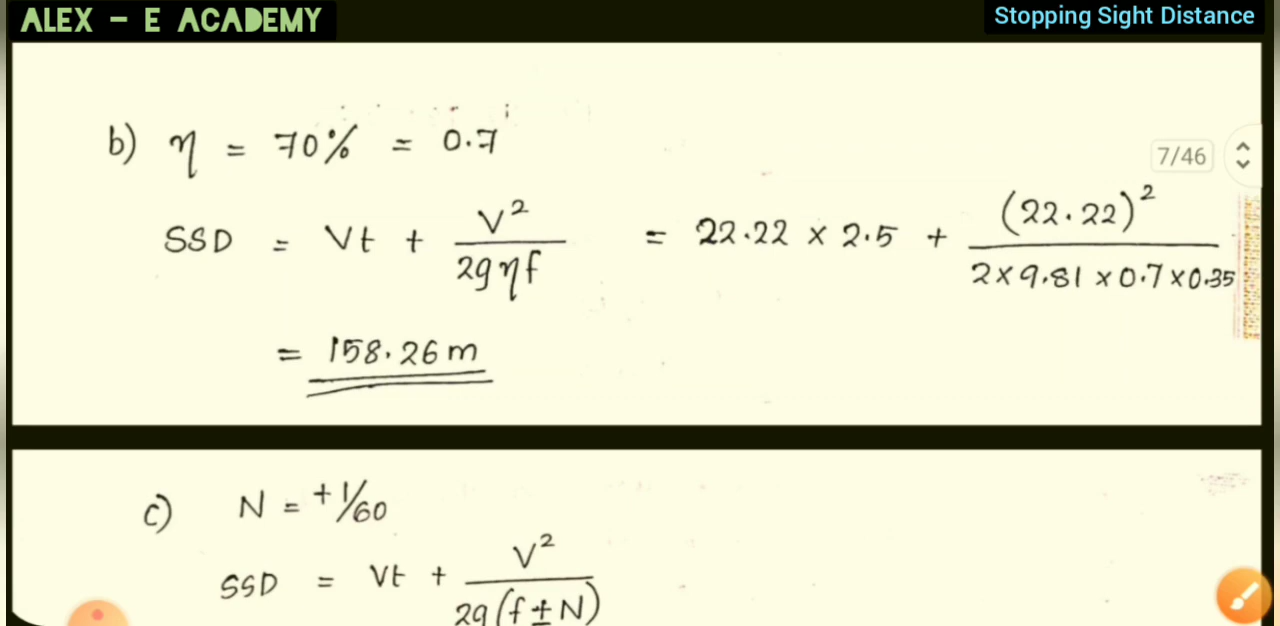 ALEX - E ACADEMY
Stopping Sight Distance
b) η = 70% = 0.7
7/46
SSD = Vt + V²/2gηf = 22.22 × 2.5 + (22.22)²/2×9.81×0.7×0.35
= 158.26 m
c) N = +1/60
SSD = Vt + V²/2g(f±N)